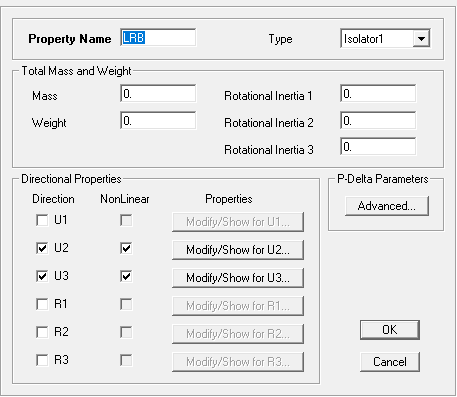 Property Name LRB Type Isolator1
Total Mass and Weight
Mass 0. Rotational Inertia 1 0.
Weight 0. Rotational Inertia 2 0.
Rotational Inertia 3 0.
Directional Properties P-Delta Parameters
Direction NonLinear Properties Advanced...
U1 Modify/Show for U1...
U2 Modify/Show for U2...
U3 Modify/Show for U3...
R1 Modify/Show for R1...
R2 Modify/Show for R2... OK
R3 Modify/Show for R3... Cancel